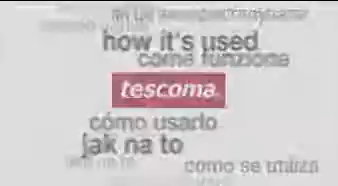 how it's used
come funziona
tescoma.
cómo usarlo
jak na to
como se utiliza